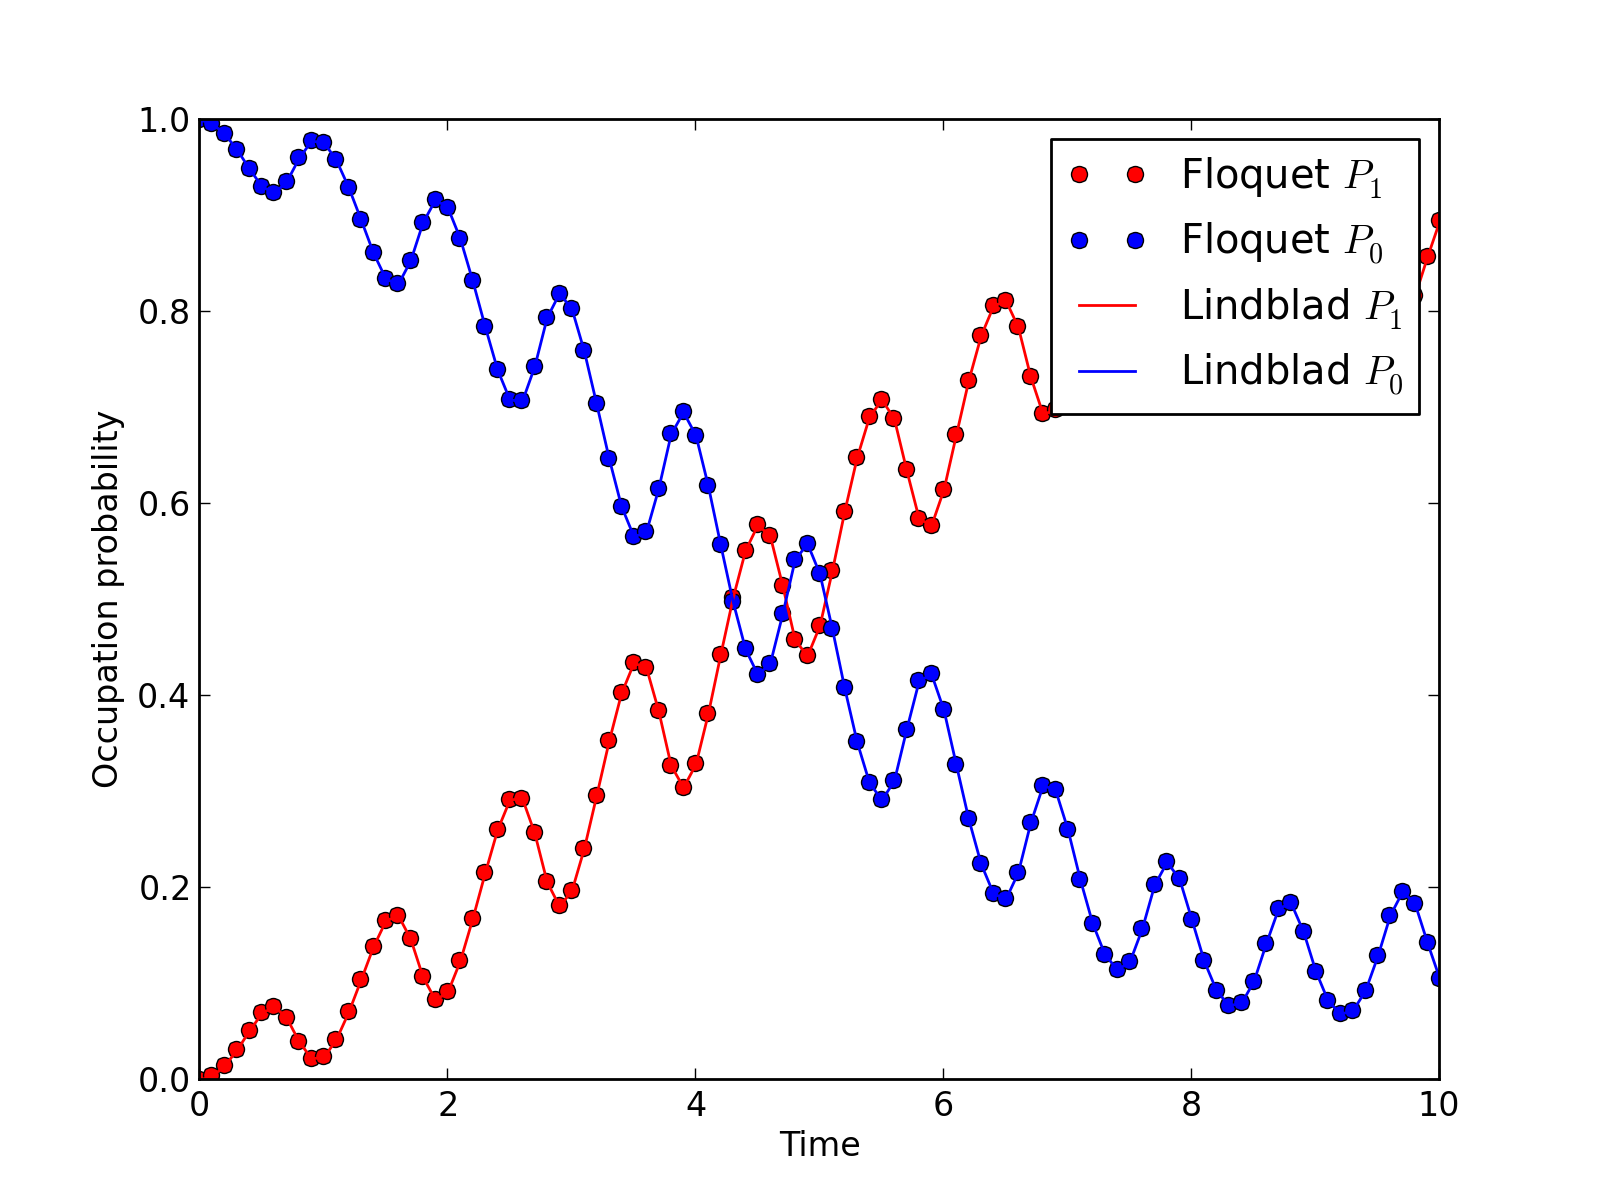 1.0
0.8
0.6
0.4
0.2
0.0
Occupation probability
0 2 4 6 8 10
Time
Floquet P₁
Floquet P₀
Lindblad P₁
Lindblad P₀